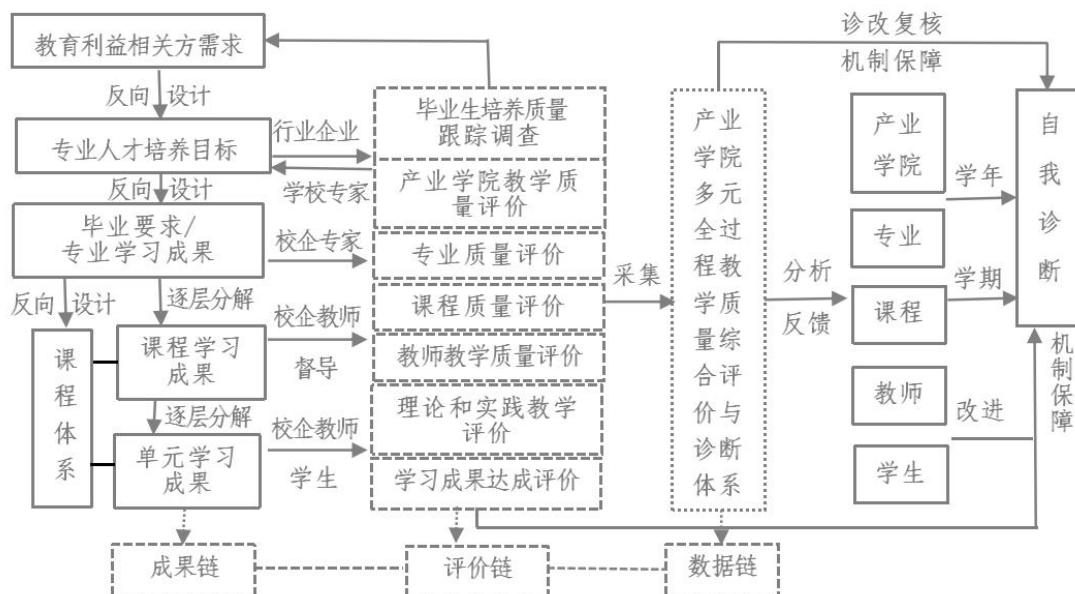 教育利益相关方需求
反向 设计
专业人才培养目标
反向 设计
毕业要求/
专业学习成果
反向 设计
逐层分解
课程体系
课程学习
成果
逐层分解
单元学习
成果
成果链
行业企业
学校专家
校企专家
校企教师
督导
校企教师
学生
毕业生培养质量
跟踪调查
产业学院教学质
量评价
专业质量评价
课程质量评价
教师教学质量评价
理论和实践教学
评价
学习成果达成评价
评价链
采集
产业
学院
多元
全过
程教
学质
量综
合评
价与
诊断
体系
数据链
分析
反馈
诊改复核
机制保障
产业
学院
专业
课程
教师
学生
学年
学期
改进
自我诊断
机制保障